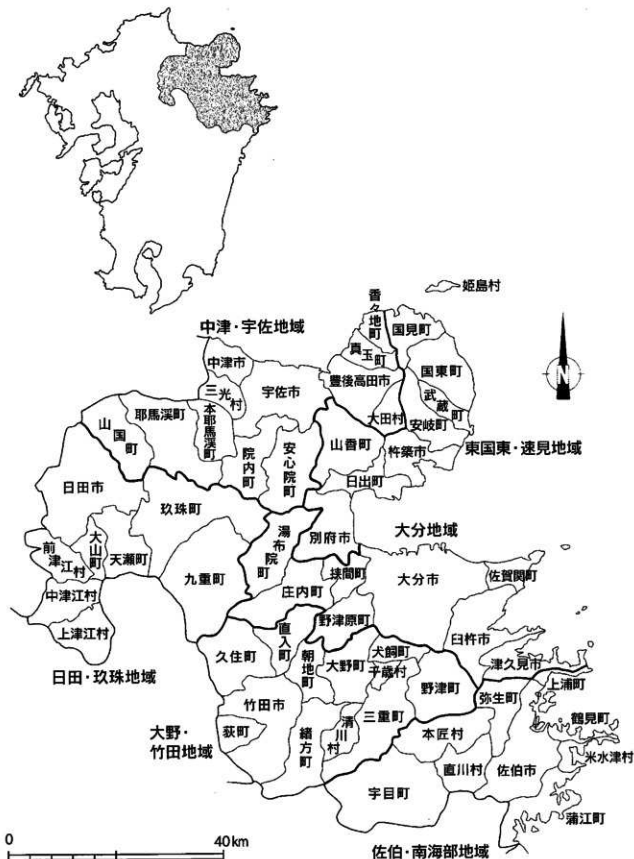 姫島村
香々地町
国見町
中津・宇佐地域
真玉町
中津市
国東町
豊後高田市
三光村
宇佐市
武蔵町
耶馬渓町
本耶馬渓町
大田村
安岐町
山国町
山香町
杵築市
東国東・速見地域
院内町
安心院町
日出町
日田市
玖珠町
大分地域
湯布院町
別府市
前津江村
大山町
天瀬町
挾間町
大分市
佐賀関町
九重町
中津江村
庄内町
野津原町
臼杵市
上津江村
直入町
久住町
朝地町
大野町
犬飼町
千歳村
津久見市
日田・玖珠地域
野津町
弥生町
上浦町
竹田市
三重町
鶴見町
大野・
竹田地域
荻町
緒方町
清川村
本匠村
米水津村
直川村
佐伯市
宇目町
蒲江町
佐伯・南海部地域
N
0
40km